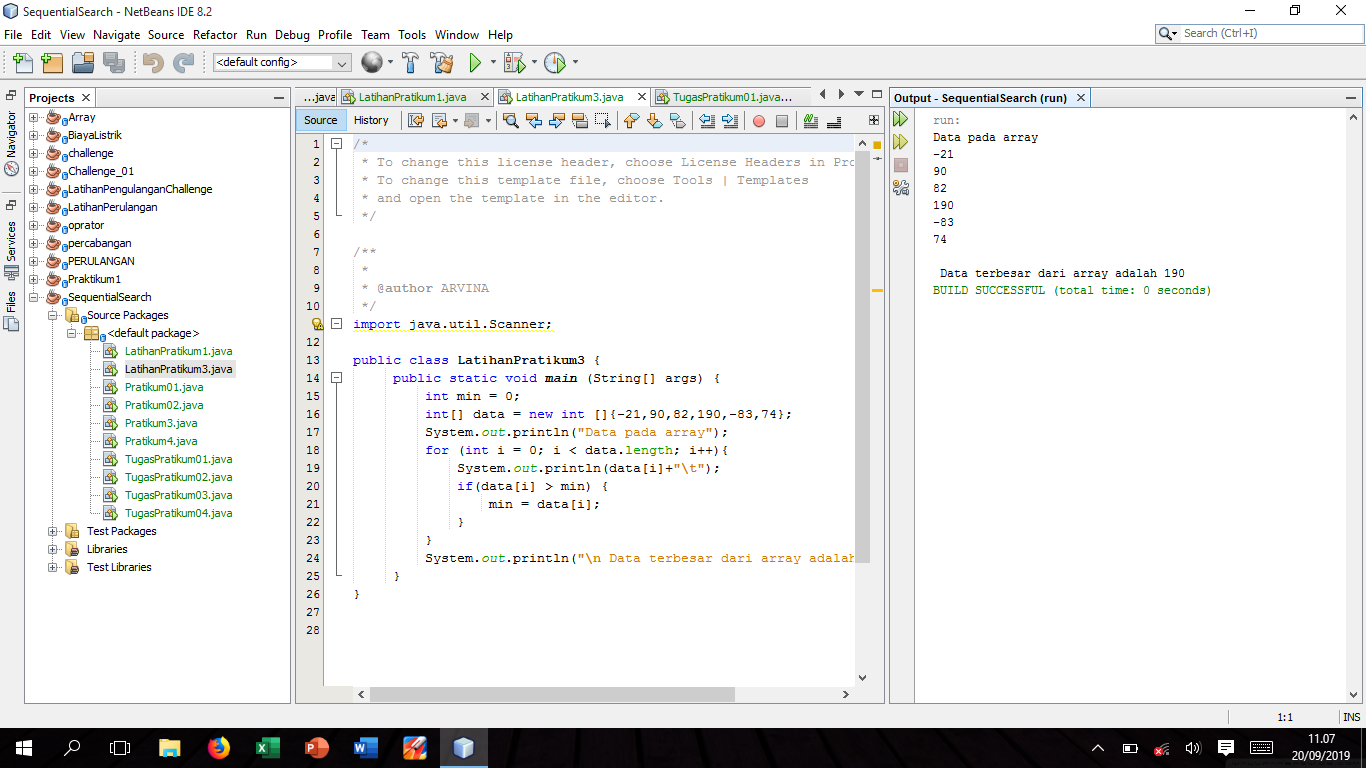 SequentialSearch - NetBeans IDE 8.2
File Edit View Navigate Source Refactor Run Debug Profile Team Tools Window Help
Search (Ctrl+I)
<default config>
Projects
Array
BiayaListrik
challenge
Challenge_01
LatihanPengulanganChallenge
LatihanPerulangan
oprator
percabangan
PERULANGAN
Praktikum1
SequentialSearch
Source Packages
<default package>
LatihanPratikum1.java
LatihanPratikum3.java
Pratikum01.java
Pratikum02.java
Pratikum3.java
Pratikum4.java
TugasPratikum01.java
TugasPratikum02.java
TugasPratikum03.java
TugasPratikum04.java
Test Packages
Libraries
Test Libraries
Navigator
Services
Files
...java LatihanPratikum1.java LatihanPratikum3.java TugasPratikum01.java...
Source History
1 /*
2 * To change this license header, choose License Headers in Pro
3 * To change this template file, choose Tools | Templates
4 * and open the template in the editor.
5 */
6
7 /**
8 *
9 * @author ARVINA
10 */
import java.util.Scanner;
12
13 public class LatihanPratikum3 {
14 public static void main (String[] args) {
15 int min = 0;
16 int[] data = new int []{-21,90,82,190,-83,74};
17 System.out.println("Data pada array");
18 for (int i = 0; i < data.length; i++){
19 System.out.println(data[i]+"\t");
20 if(data[i] > min) {
21 min = data[i];
22 }
23 }
24 System.out.println("\n Data terbesar dari array adalah
25 }
26 }
27
28
Output - SequentialSearch (run)
run:
Data pada array
-21
90
82
190
-83
74
Data terbesar dari array adalah 190
BUILD SUCCESSFUL (total time: 0 seconds)
1:1 INS
11.07
20/09/2019